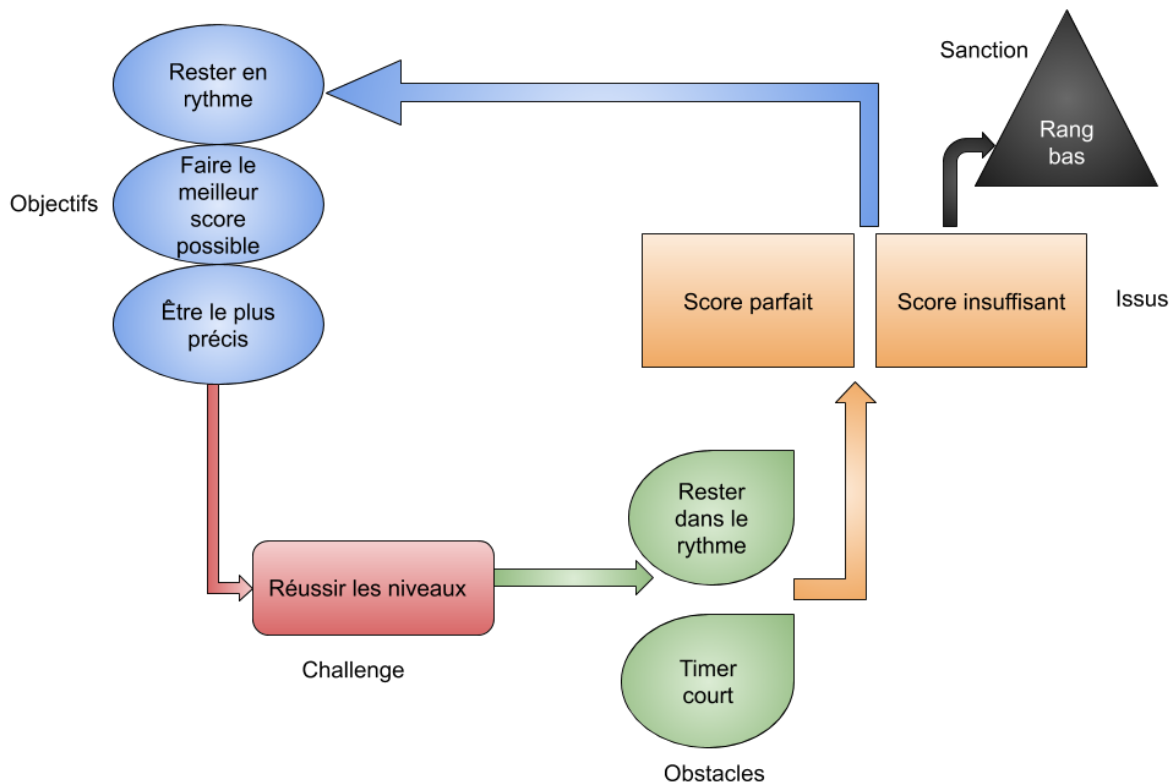 Sanction
Rester en
rythme
Rang
bas
Faire le
meilleur
score
possible
Objectifs
Être le plus
précis
Score parfait
Score insuffisant
Issus
Rester
dans le
rythme
Réussir les niveaux
Challenge
Timer
court
Obstacles